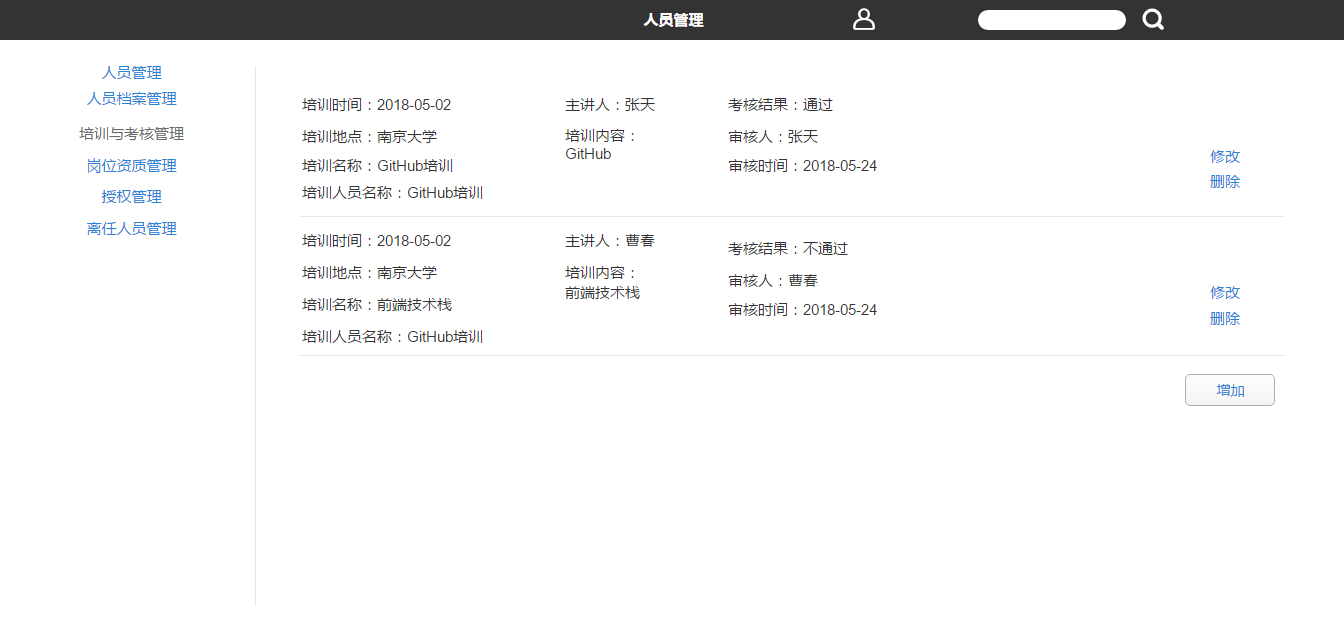 人员管理
人员管理
人员档案管理
培训与考核管理
岗位资质管理
授权管理
离任人员管理
培训时间：2018-05-02
培训地点：南京大学
培训名称：GitHub培训
培训人员名称：GitHub培训
主讲人：张天
培训内容：
GitHub
考核结果：通过
审核人：张天
审核时间：2018-05-24
修改
删除
培训时间：2018-05-02
培训地点：南京大学
培训名称：前端技术栈
培训人员名称：GitHub培训
主讲人：曹春
培训内容：
前端技术栈
考核结果：不通过
审核人：曹春
审核时间：2018-05-24
修改
删除
增加